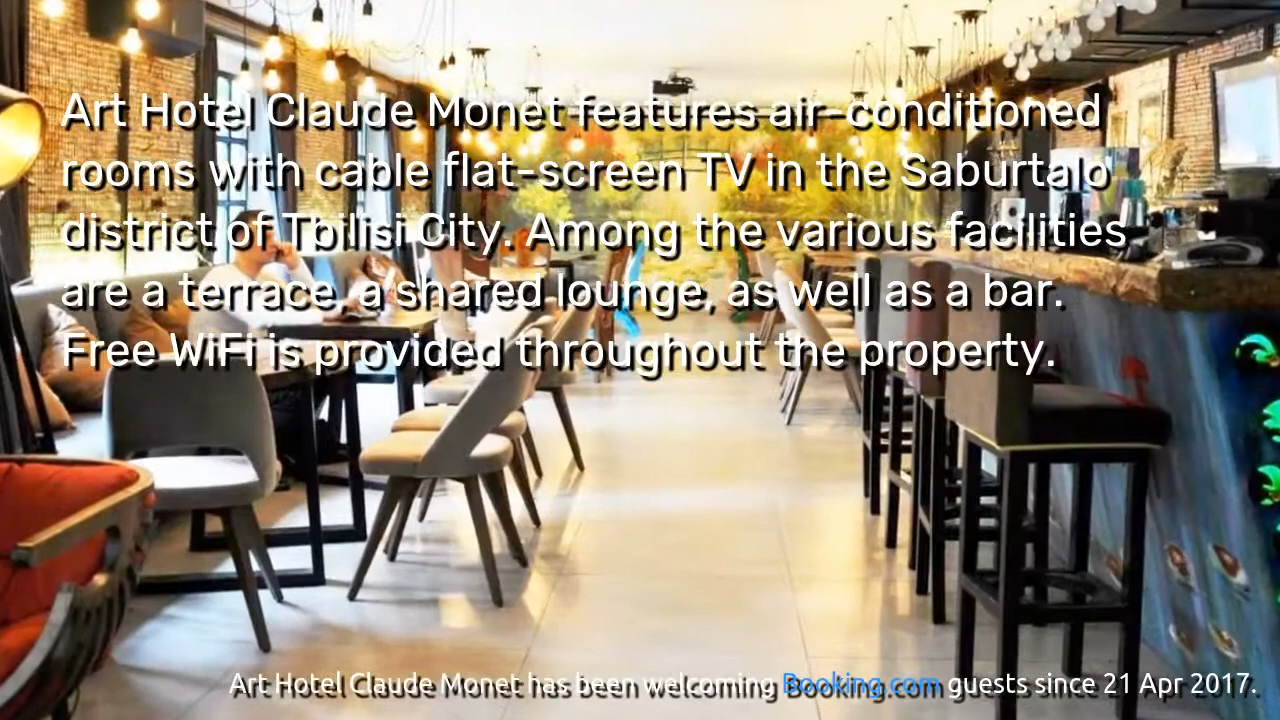 Art Hotel Claude Monet features air-conditioned
rooms with cable flat-screen TV in the Saburtalo
district of Tbilisi City. Among the various facilities
are a terrace, a shared lounge, as well as a bar.
Free WiFi is provided throughout the property.
Art Hotel Claude Monet has been welcoming Booking.com guests since 21 Apr 2017.